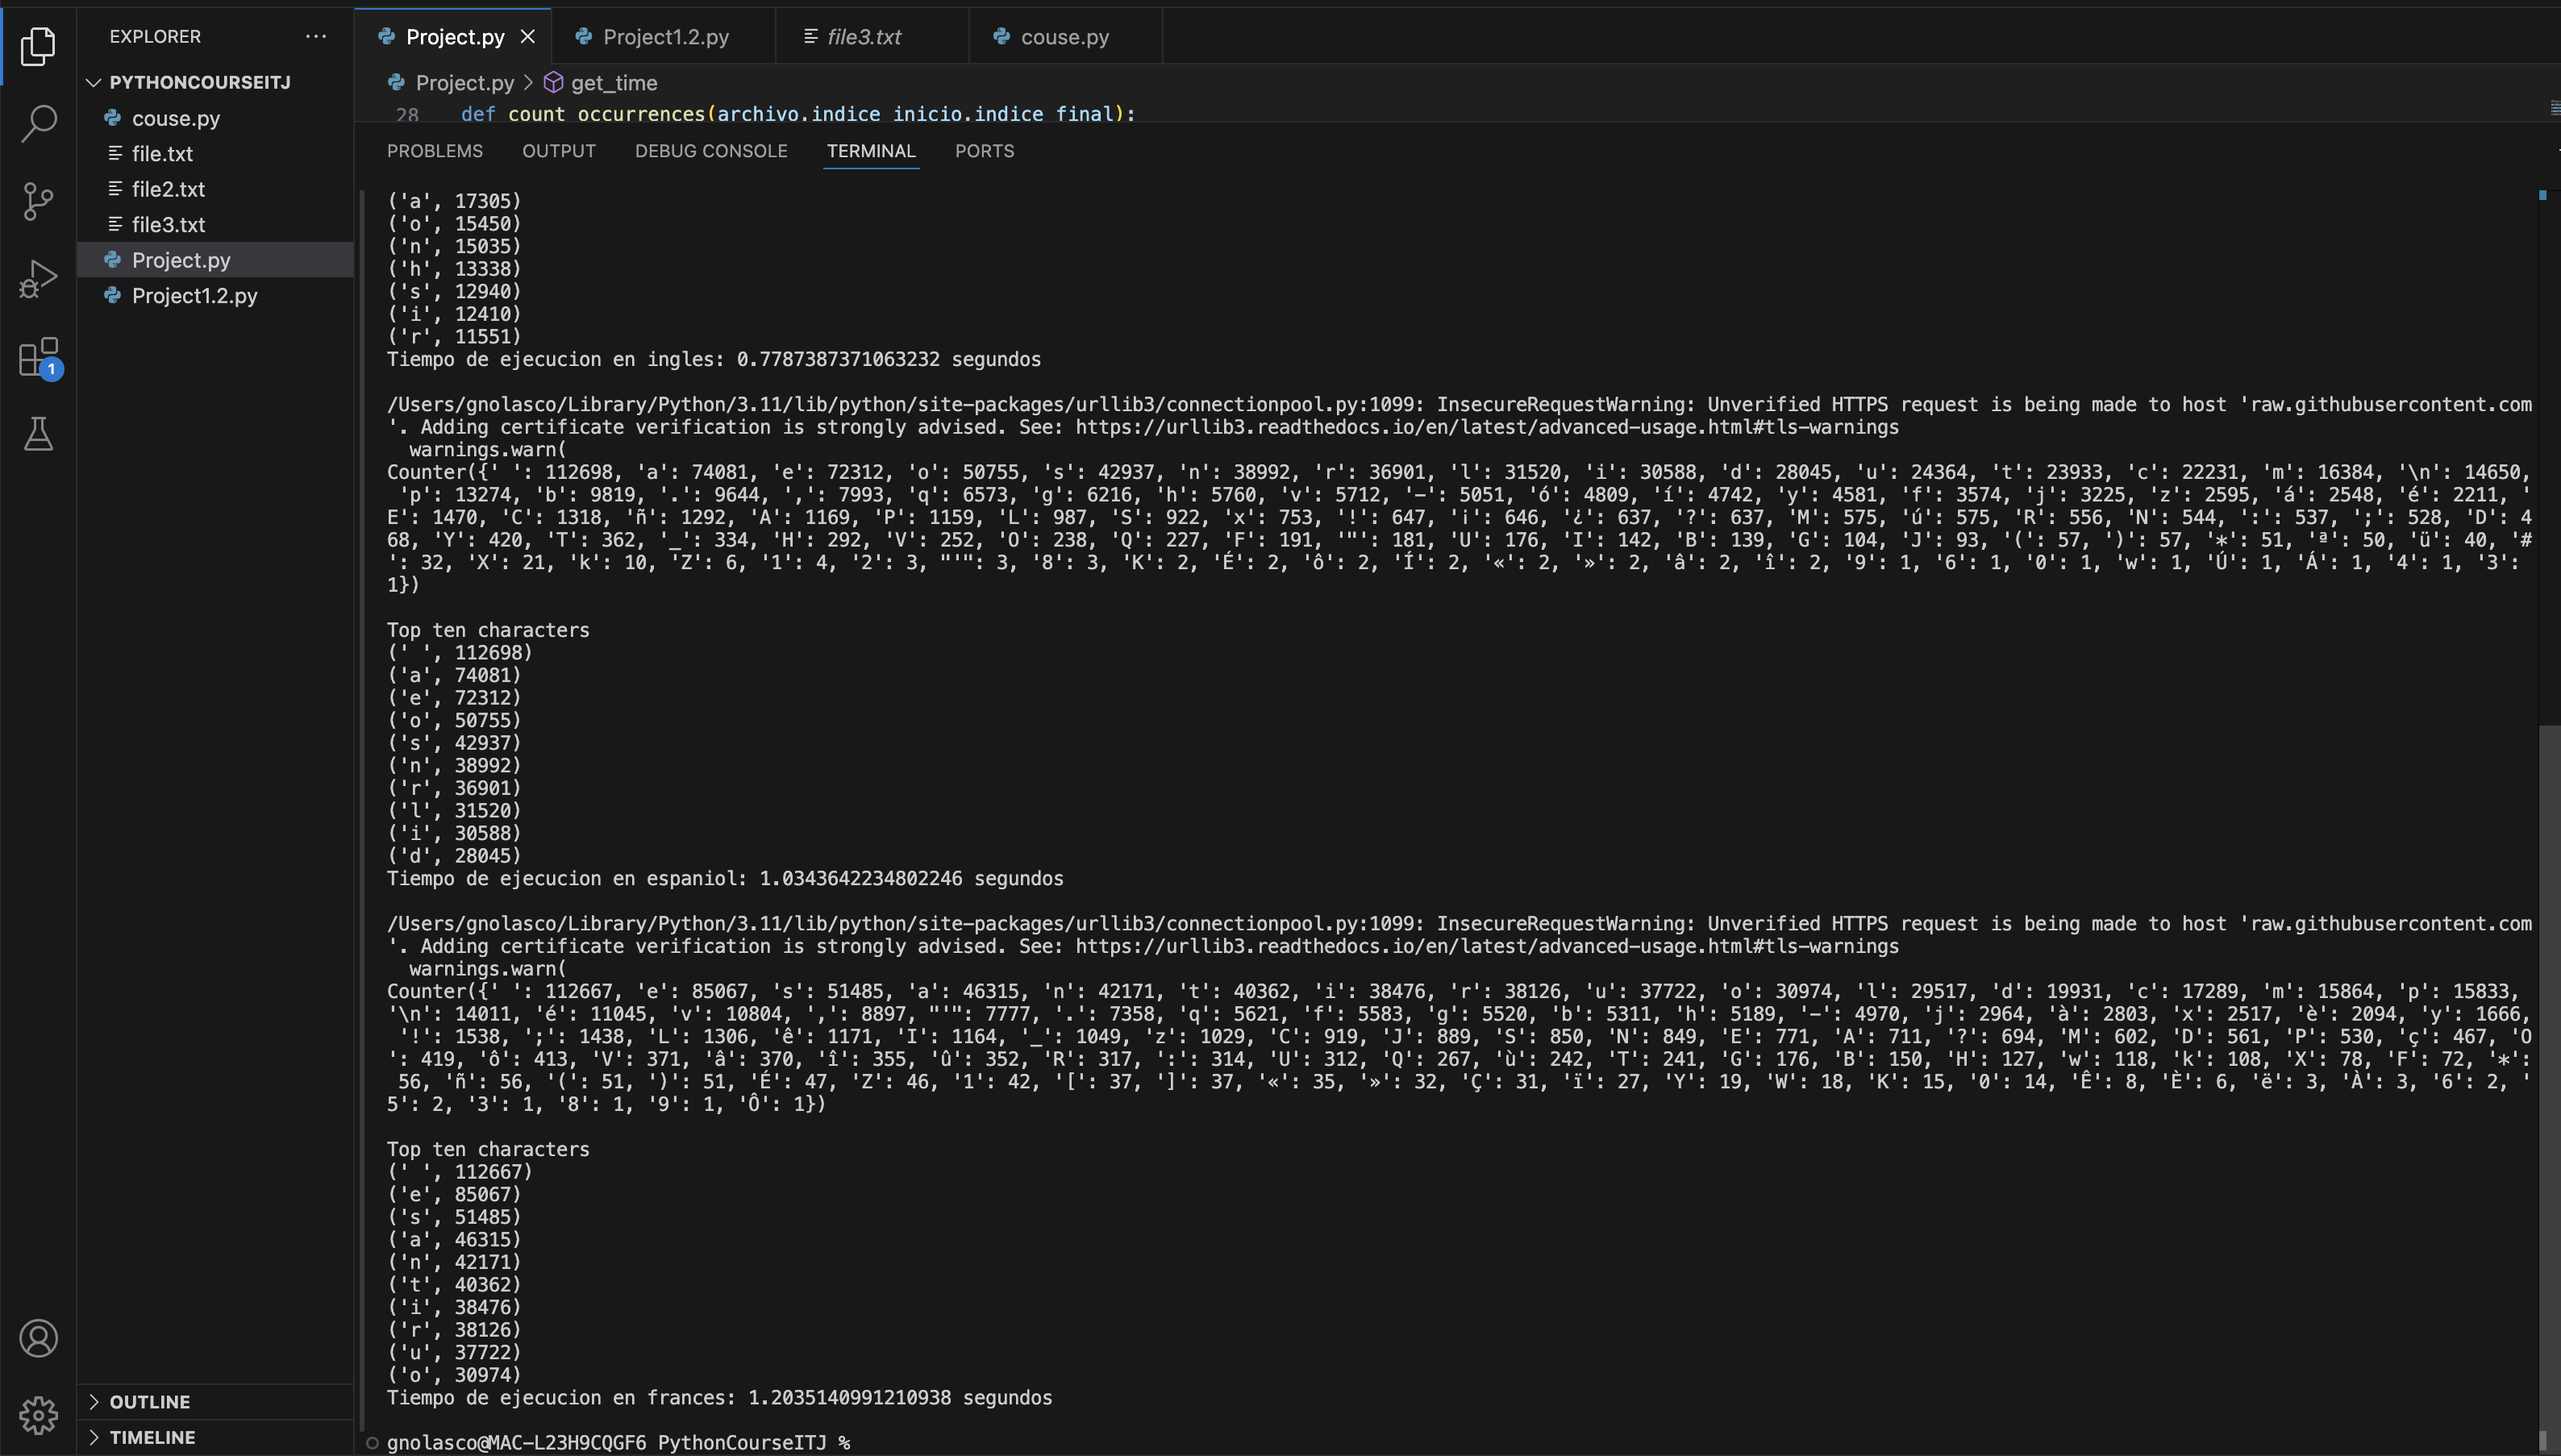 EXPLORER
PYTHONCOURSEITJ
couse.py
file.txt
file2.txt
file3.txt
Project.py
Project1.2.py
1
OUTLINE
TIMELINE
Project.py
Project1.2.py
file3.txt
couse.py
Project.py > get_time
28 def count_occurrences(archivo,indice_inicio,indice_final):
PROBLEMS OUTPUT DEBUG CONSOLE TERMINAL PORTS
('a', 17305)
('o', 15450)
('n', 15035)
('h', 13338)
('s', 12940)
('i', 12410)
('r', 11551)
Tiempo de ejecucion en ingles: 0.7787387371063232 segundos
/Users/gnolasco/Library/Python/3.11/lib/python/site-packages/urllib3/connectionpool.py:1099: InsecureRequestWarning: Unverified HTTPS request is being made to host 'raw.githubusercontent.com
'. Adding certificate verification is strongly advised. See: https://urllib3.readthedocs.io/en/latest/advanced-usage.html#tls-warnings
warnings.warn(
Counter({' ': 112698, 'a': 74081, 'e': 72312, 'o': 50755, 's': 42937, 'n': 38992, 'r': 36901, 'l': 31520, 'i': 30588, 'd': 28045, 'u': 24364, 't': 23933, 'c': 22231, 'm': 16384, '\n': 14650,
'p': 13274, 'b': 9819, '.': 9644, ',': 7993, 'q': 6573, 'g': 6216, 'h': 5760, 'v': 5712, '-': 5051, 'ó': 4809, 'í': 4742, 'y': 4581, 'f': 3574, 'j': 3225, 'z': 2595, 'á': 2548, 'é': 2211, '
E': 1470, 'C': 1318, 'ñ': 1292, 'A': 1169, 'P': 1159, 'L': 987, 'S': 922, 'x': 753, '!': 647, '¡': 646, '¿': 637, '?': 637, 'M': 575, 'ú': 575, 'R': 556, 'N': 544, ':': 537, ';': 528, 'D': 4
68, 'Y': 420, 'T': 362, '_': 334, 'H': 292, 'V': 252, 'O': 238, 'Q': 227, 'F': 191, '"': 181, 'U': 176, 'I': 142, 'B': 139, 'G': 104, 'J': 93, '(': 57, ')': 57, '*': 51, 'ª': 50, 'ü': 40, '#
': 32, 'X': 21, 'k': 10, 'Z': 6, '1': 4, '2': 3, "'": 3, '8': 3, 'K': 2, 'É': 2, 'ô': 2, 'Í': 2, '«': 2, '»': 2, 'â': 2, 'î': 2, '9': 1, '6': 1, '0': 1, 'w': 1, 'Ú': 1, 'Á': 1, '4': 1, '3':
1})
Top ten characters
(' ', 112698)
('a', 74081)
('e', 72312)
('o', 50755)
('s', 42937)
('n', 38992)
('r', 36901)
('l', 31520)
('i', 30588)
('d', 28045)
Tiempo de ejecucion en espaniol: 1.0343642234802246 segundos
/Users/gnolasco/Library/Python/3.11/lib/python/site-packages/urllib3/connectionpool.py:1099: InsecureRequestWarning: Unverified HTTPS request is being made to host 'raw.githubusercontent.com
'. Adding certificate verification is strongly advised. See: https://urllib3.readthedocs.io/en/latest/advanced-usage.html#tls-warnings
warnings.warn(
Counter({' ': 112667, 'e': 85067, 's': 51485, 'a': 46315, 'n': 42171, 't': 40362, 'i': 38476, 'r': 38126, 'u': 37722, 'o': 30974, 'l': 29517, 'd': 19931, 'c': 17289, 'm': 15864, 'p': 15833,
'\n': 14011, 'é': 11045, 'v': 10804, ',': 8897, "'": 7777, '.': 7358, 'q': 5621, 'f': 5583, 'g': 5520, 'b': 5311, 'h': 5189, '-': 4970, 'j': 2964, 'à': 2803, 'x': 2517, 'è': 2094, 'y': 1666,
'!': 1538, ';': 1438, 'L': 1306, 'ê': 1171, 'I': 1164, '_': 1049, 'z': 1029, 'C': 919, 'J': 889, 'S': 850, 'N': 849, 'E': 771, 'A': 711, '?': 694, 'M': 602, 'D': 561, 'P': 530, 'ç': 467, 'O
': 419, 'ô': 413, 'V': 371, 'â': 370, 'î': 355, 'û': 352, 'R': 317, ':': 314, 'U': 312, 'Q': 267, 'ù': 242, 'T': 241, 'G': 176, 'B': 150, 'H': 127, 'w': 118, 'k': 108, 'X': 78, 'F': 72, '*':
56, 'ñ': 56, '(': 51, ')': 51, 'É': 47, 'Z': 46, '1': 42, '[': 37, ']': 37, '«': 35, '»': 32, 'Ç': 31, 'ï': 27, 'Y': 19, 'W': 18, 'K': 15, '0': 14, 'Ê': 8, 'È': 6, 'ë': 3, 'À': 3, '6': 2, '
5': 2, '3': 1, '8': 1, '9': 1, 'Ô': 1})
Top ten characters
(' ', 112667)
('e', 85067)
('s', 51485)
('a', 46315)
('n', 42171)
('t', 40362)
('i', 38476)
('r', 38126)
('u', 37722)
('o', 30974)
Tiempo de ejecucion en frances: 1.2035140991210938 segundos
gnolasco@MAC-L23H9CQGF6 PythonCourseITJ %